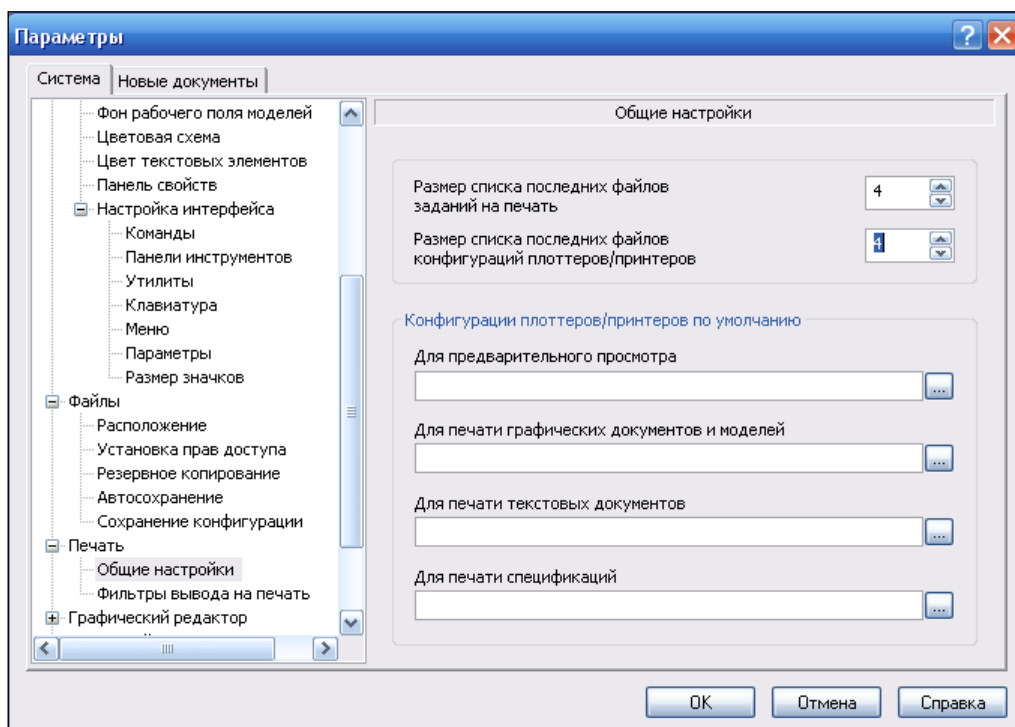 Параметры
Система
Новые документы
Фон рабочего поля моделей
Цветовая схема
Цвет текстовых элементов
Панель свойств
Настройка интерфейса
Команды
Панели инструментов
Утилиты
Клавиатура
Меню
Параметры
Размер значков
Файлы
Расположение
Установка прав доступа
Резервное копирование
Автосохранение
Сохранение конфигурации
Печать
Общие настройки
Фильтры вывода на печать
Графический редактор
Общие настройки
Размер списка последних файлов
заданий на печать
4
Размер списка последних файлов
конфигураций плоттеров/принтеров
4
Конфигурации плоттеров/принтеров по умолчанию
Для предварительного просмотра
...
Для печати графических документов и моделей
...
Для печати текстовых документов
...
Для печати спецификаций
...
OK
Отмена
Справка